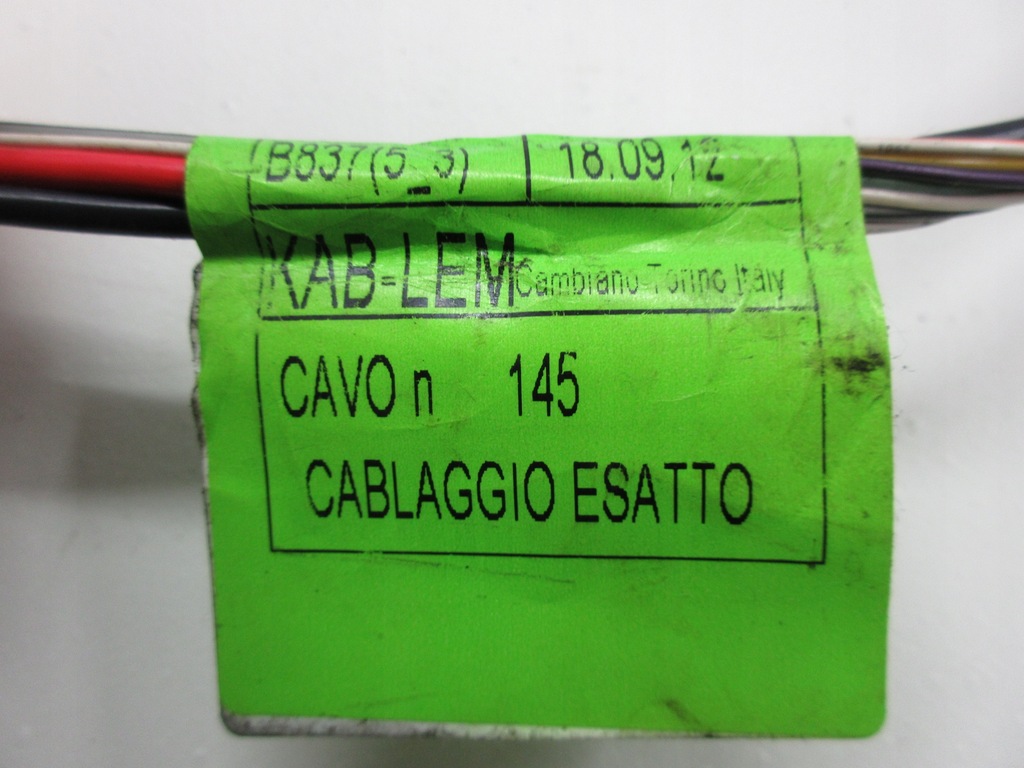 B837(5_3) 18.09.12
KAB-LEM Cambiano Torino Italy
CAVO n 145
CABLAGGIO ESATTO